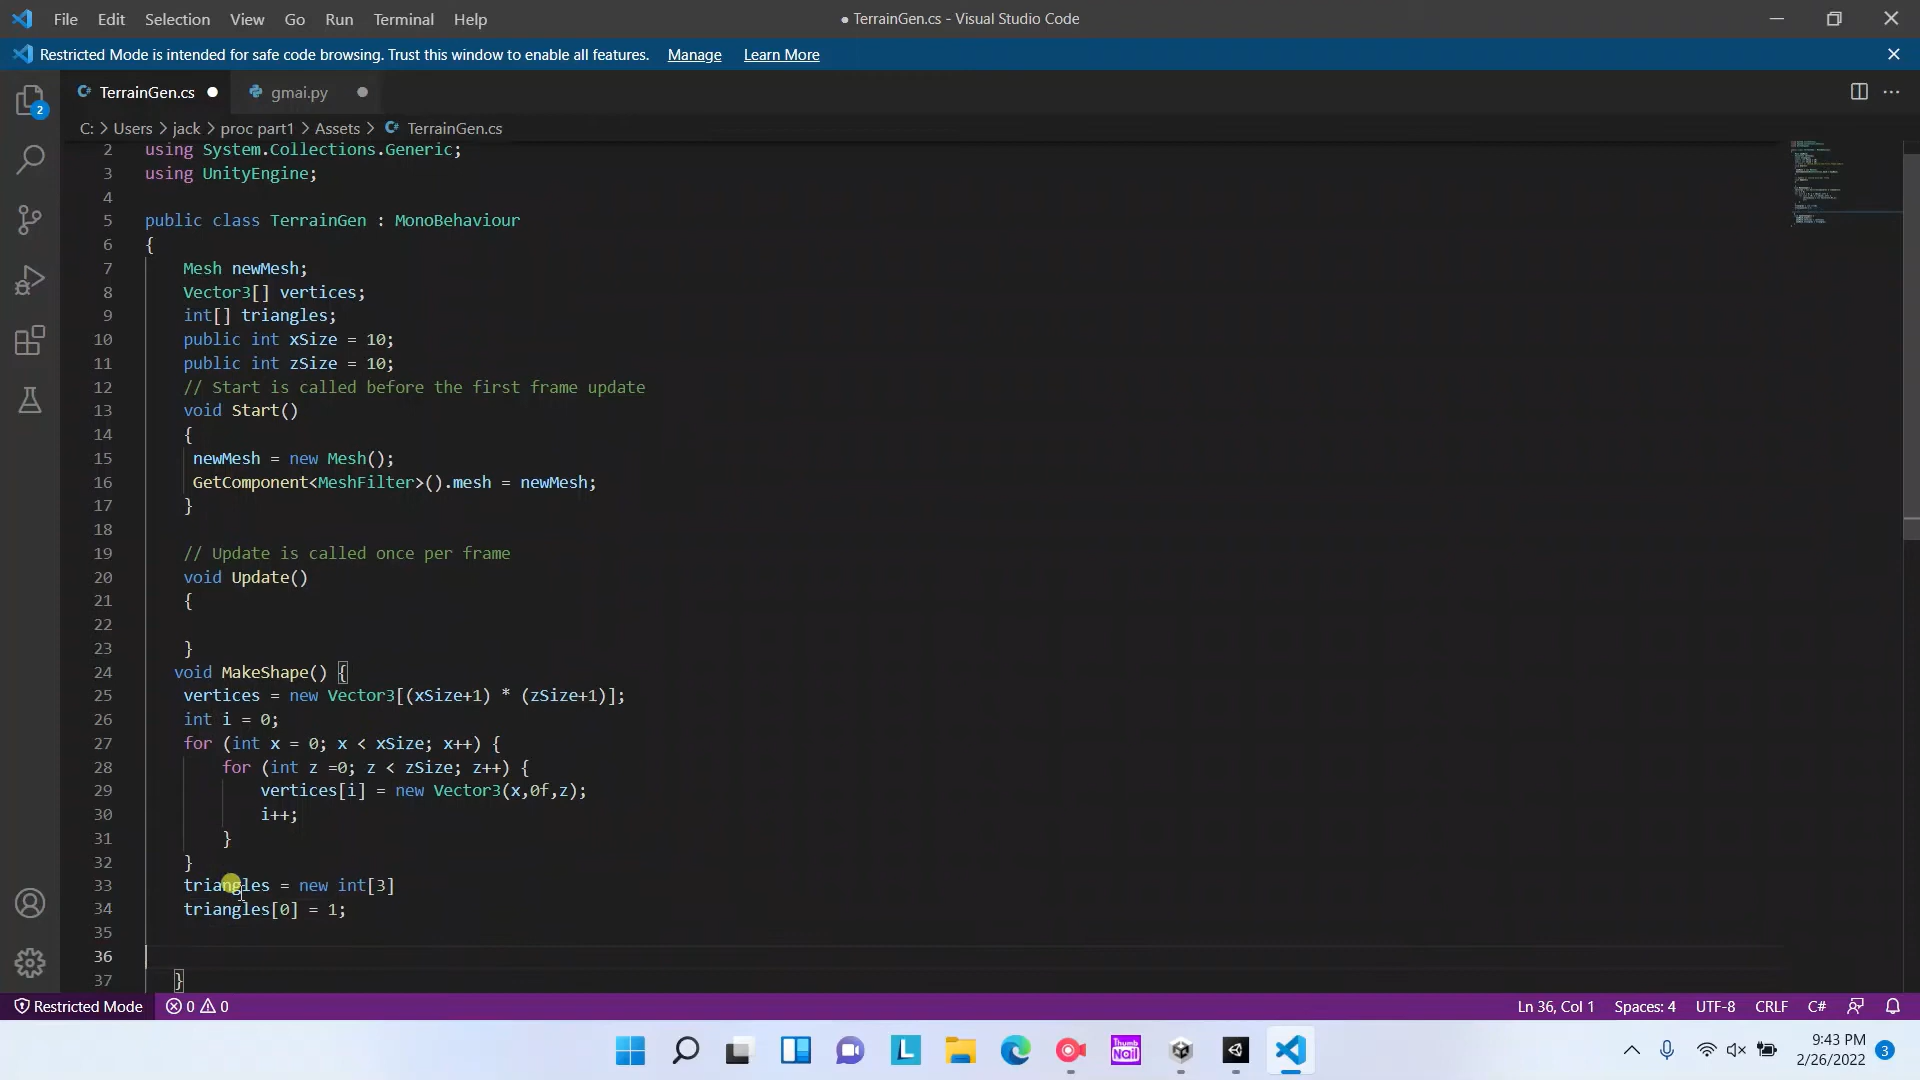 File Edit Selection View Go Run Terminal Help
● TerrainGen.cs - Visual Studio Code
Restricted Mode is intended for safe code browsing. Trust this window to enable all features. Manage Learn More
2
TerrainGen.cs gmai.py
C: > Users > jack > proc part1 > Assets > TerrainGen.cs
2 using System.Collections.Generic;
3 using UnityEngine;
4
5 public class TerrainGen : MonoBehaviour
6 {
7 Mesh newMesh;
8 Vector3[] vertices;
9 int[] triangles;
10 public int xSize = 10;
11 public int zSize = 10;
12 // Start is called before the first frame update
13 void Start()
14 {
15 newMesh = new Mesh();
16 GetComponent<MeshFilter>().mesh = newMesh;
17 }
18
19 // Update is called once per frame
20 void Update()
21 {
22
23 }
24 void MakeShape() {
25 vertices = new Vector3[(xSize+1) * (zSize+1)];
26 int i = 0;
27 for (int x = 0; x < xSize; x++) {
28 for (int z =0; z < zSize; z++) {
29 vertices[i] = new Vector3(x,0f,z);
30 i++;
31 }
32 }
33 triangles = new int[3]
34 triangles[0] = 1;
35
36
37 }
Restricted Mode 0 0 Ln 36, Col 1 Spaces: 4 UTF-8 CRLF C#
Thumb Nail
9:43 PM
2/26/2022
3